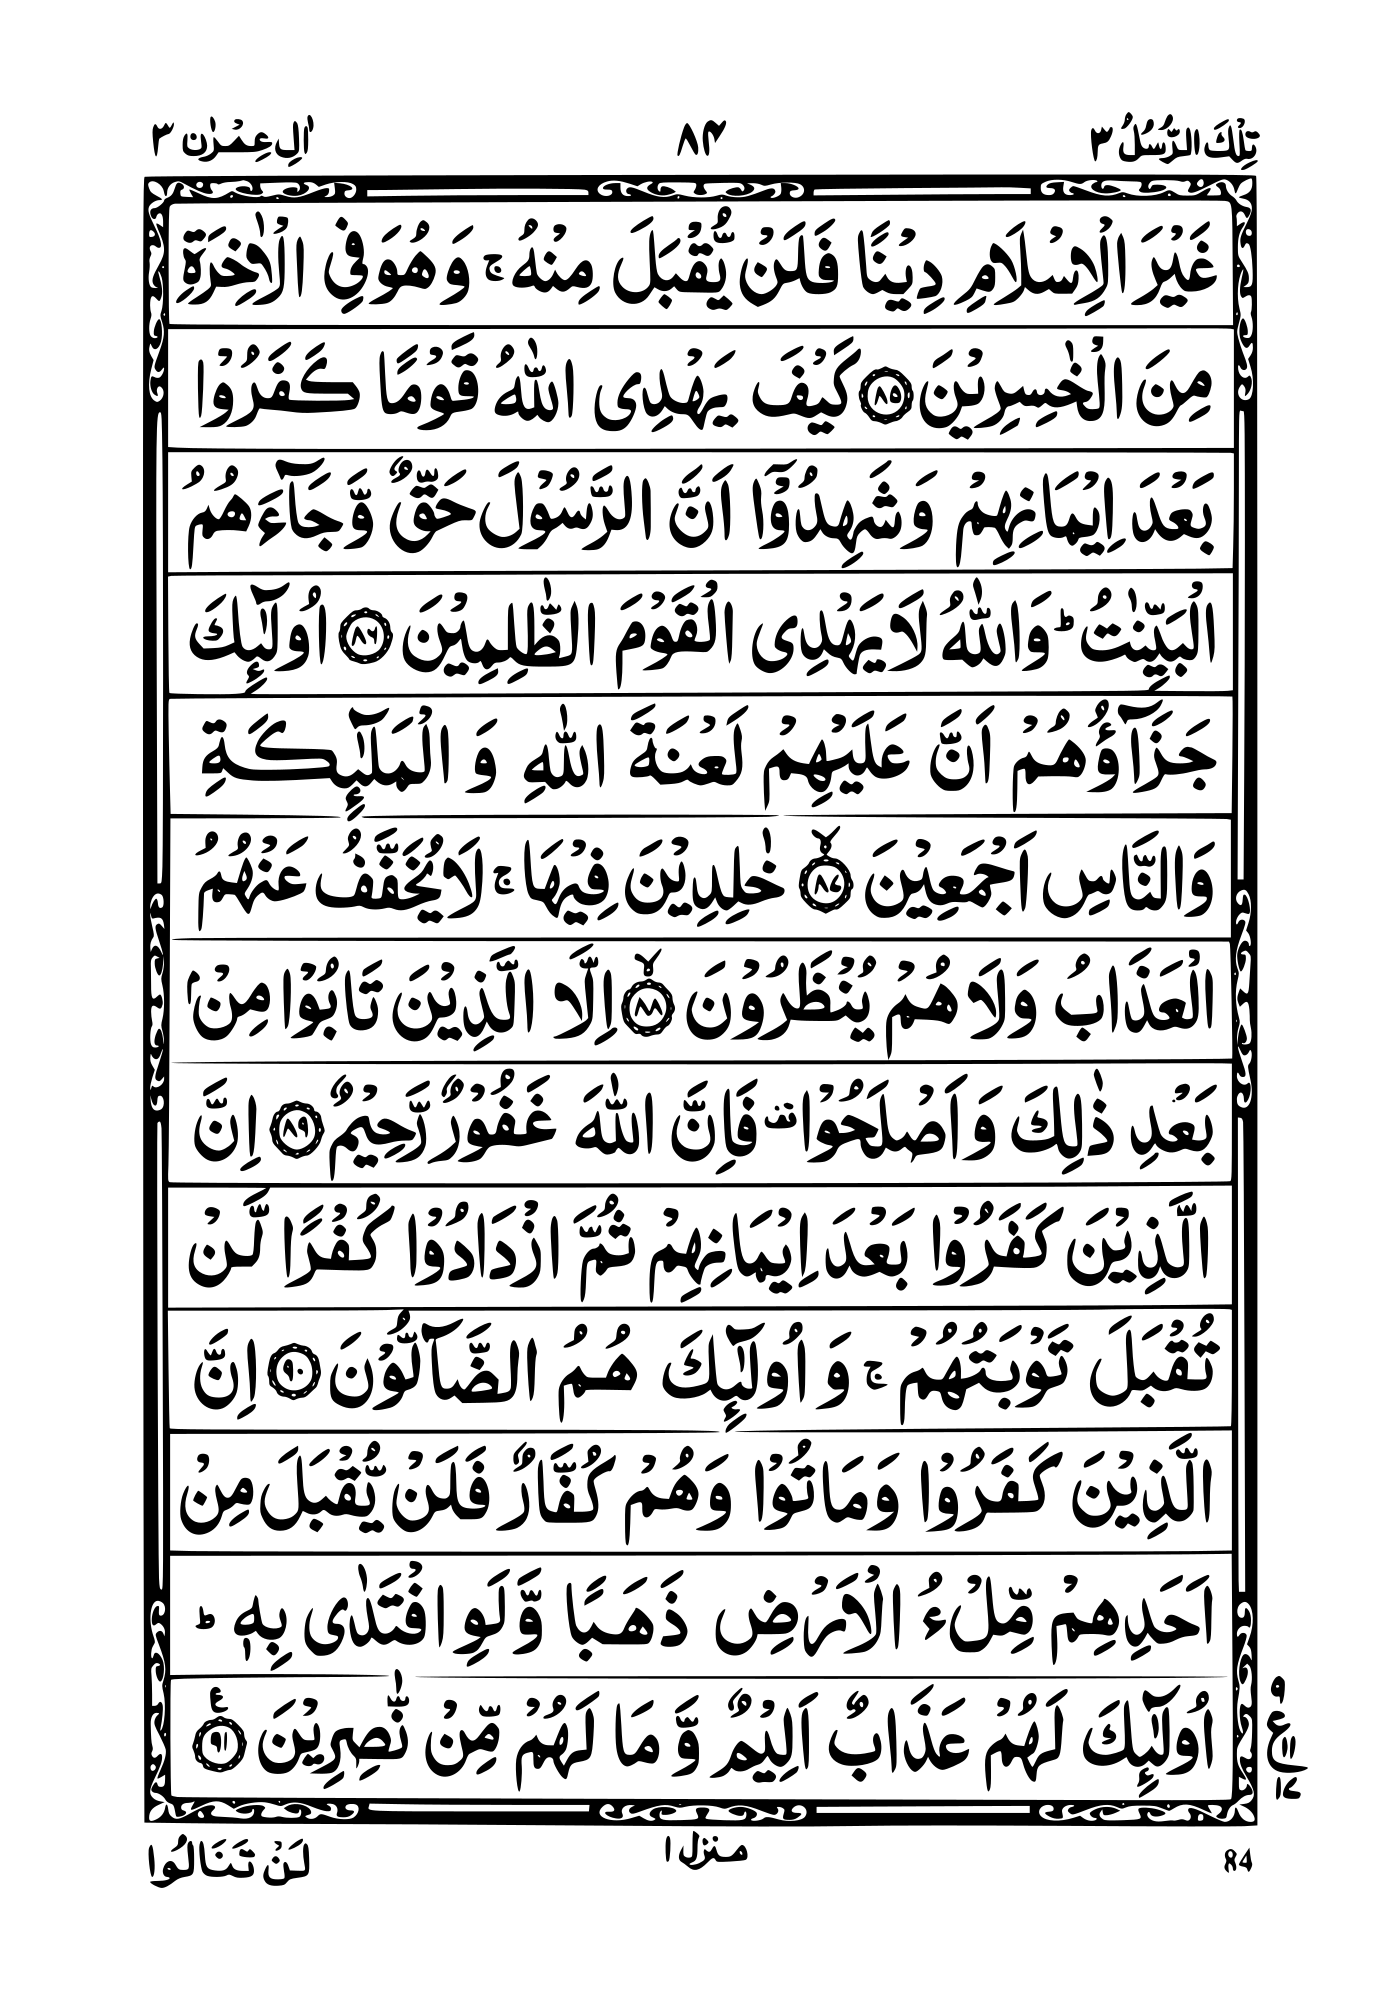 تِلْكَ الرُّسُلُ ٣
٨٤
اٰلِ عِمْرٰن ٣
غَيْرَ الْاِسْلَامِ دِيْنًا فَلَنْ يُّقْبَلَ مِنْهُ ۚ وَهُوَ فِى الْاٰخِرَةِ
مِنَ الْخٰسِرِيْنَ ﴿٨٥﴾ كَيْفَ يَهْدِى اللّٰهُ قَوْمًا كَفَرُوْا
بَعْدَ اِيْمَانِهِمْ وَشَهِدُوْٓا اَنَّ الرَّسُوْلَ حَقٌّ وَّجَآءَهُمُ
الْبَيِّنٰتُ ؕ وَاللّٰهُ لَا يَهْدِى الْقَوْمَ الظّٰلِمِيْنَ ﴿٨٦﴾ اُولٰٓئِكَ
جَزَآؤُهُمْ اَنَّ عَلَيْهِمْ لَعْنَةَ اللّٰهِ وَ الْمَلٰٓئِكَةِ
وَالنَّاسِ اَجْمَعِيْنَ ۙ﴿٨٧﴾ خٰلِدِيْنَ فِيْهَا ۚ لَا يُخَفَّفُ عَنْهُمُ
الْعَذَابُ وَلَا هُمْ يُنْظَرُوْنَ ۙ﴿٨٨﴾ اِلَّا الَّذِيْنَ تَابُوْا مِنْۢ
بَعْدِ ذٰلِكَ وَاَصْلَحُوْا ۟ فَاِنَّ اللّٰهَ غَفُوْرٌ رَّحِيْمٌ ﴿٨٩﴾ اِنَّ
الَّذِيْنَ كَفَرُوْا بَعْدَ اِيْمَانِهِمْ ثُمَّ ازْدَادُوْا كُفْرًا لَّنْ
تُقْبَلَ تَوْبَتُهُمْ ۚ وَ اُولٰٓئِكَ هُمُ الضَّآلُّوْنَ ﴿٩٠﴾ اِنَّ
الَّذِيْنَ كَفَرُوْا وَمَاتُوْا وَهُمْ كُفَّارٌ فَلَنْ يُّقْبَلَ مِنْ
اَحَدِهِمْ مِّلْءُ الْاَرْضِ ذَهَبًا وَّلَوِ افْتَدٰى بِهٖ ؕ
اُولٰٓئِكَ لَهُمْ عَذَابٌ اَلِيْمٌ وَّ مَا لَهُمْ مِّنْ نّٰصِرِيْنَ ﴿٩١﴾ ع
٩
ع
١١
١٧
84
منزل ١
لَنْ تَنَالُوا